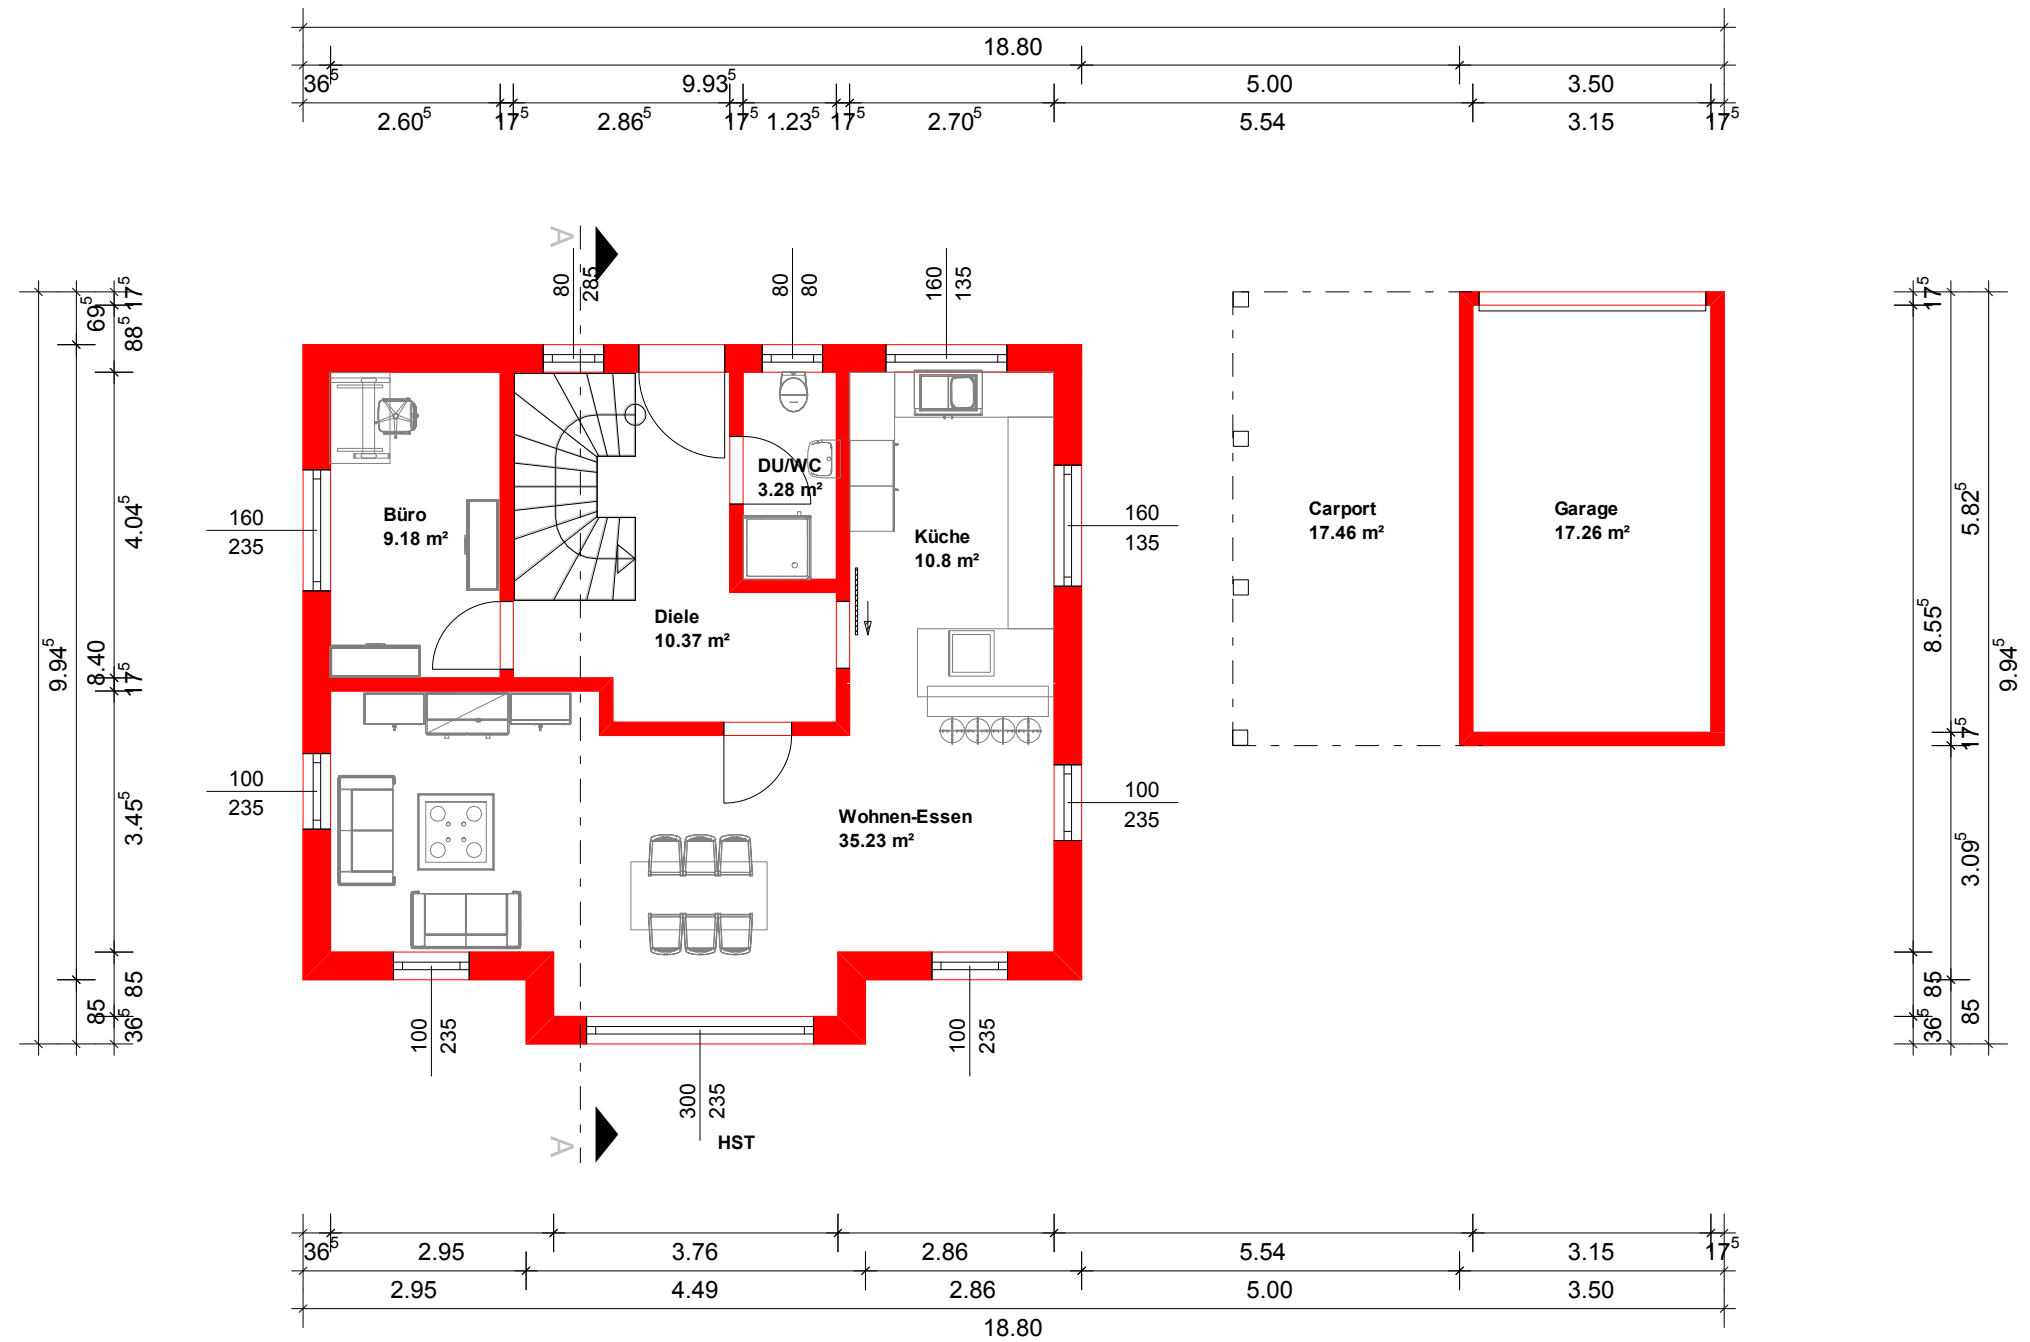 18.80
36⁵ 9.93⁵ 5.00 3.50
2.60⁵ 17⁵ 2.86⁵ 17⁵ 1.23⁵ 17⁵ 2.70⁵ 5.54 3.15 17⁵
A
80
285
80
80
160
135
9.94⁵
69⁵
8.40
85
17⁵
88⁵
4.04⁵
17⁵
3.45⁵
85
36⁵
160
235
100
235
Büro
9.18 m²
DU/WC
3.28 m²
Küche
10.8 m²
Diele
10.37 m²
Wohnen-Essen
35.23 m²
160
135
100
235
Carport
17.46 m²
Garage
17.26 m²
17⁵
8.55⁵
85
36⁵
5.82⁵
17⁵
3.09⁵
85
9.94⁵
100
235
300
235
HST
100
235
A
36⁵ 2.95 3.76 2.86 5.54 3.15 17⁵
2.95 4.49 2.86 5.00 3.50
18.80